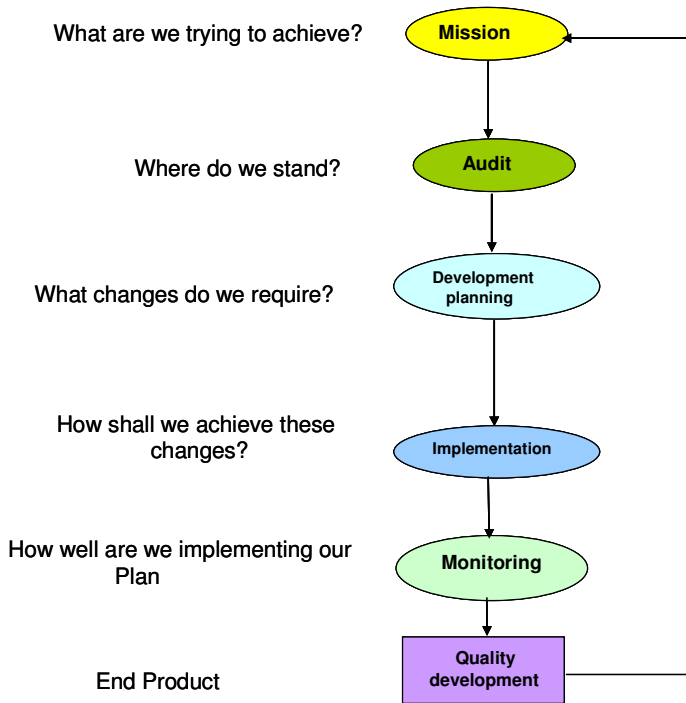 What are we trying to achieve?
Mission
Where do we stand?
Audit
What changes do we require?
Development
planning
How shall we achieve these
changes?
Implementation
How well are we implementing our
Plan
Monitoring
End Product
Quality
development